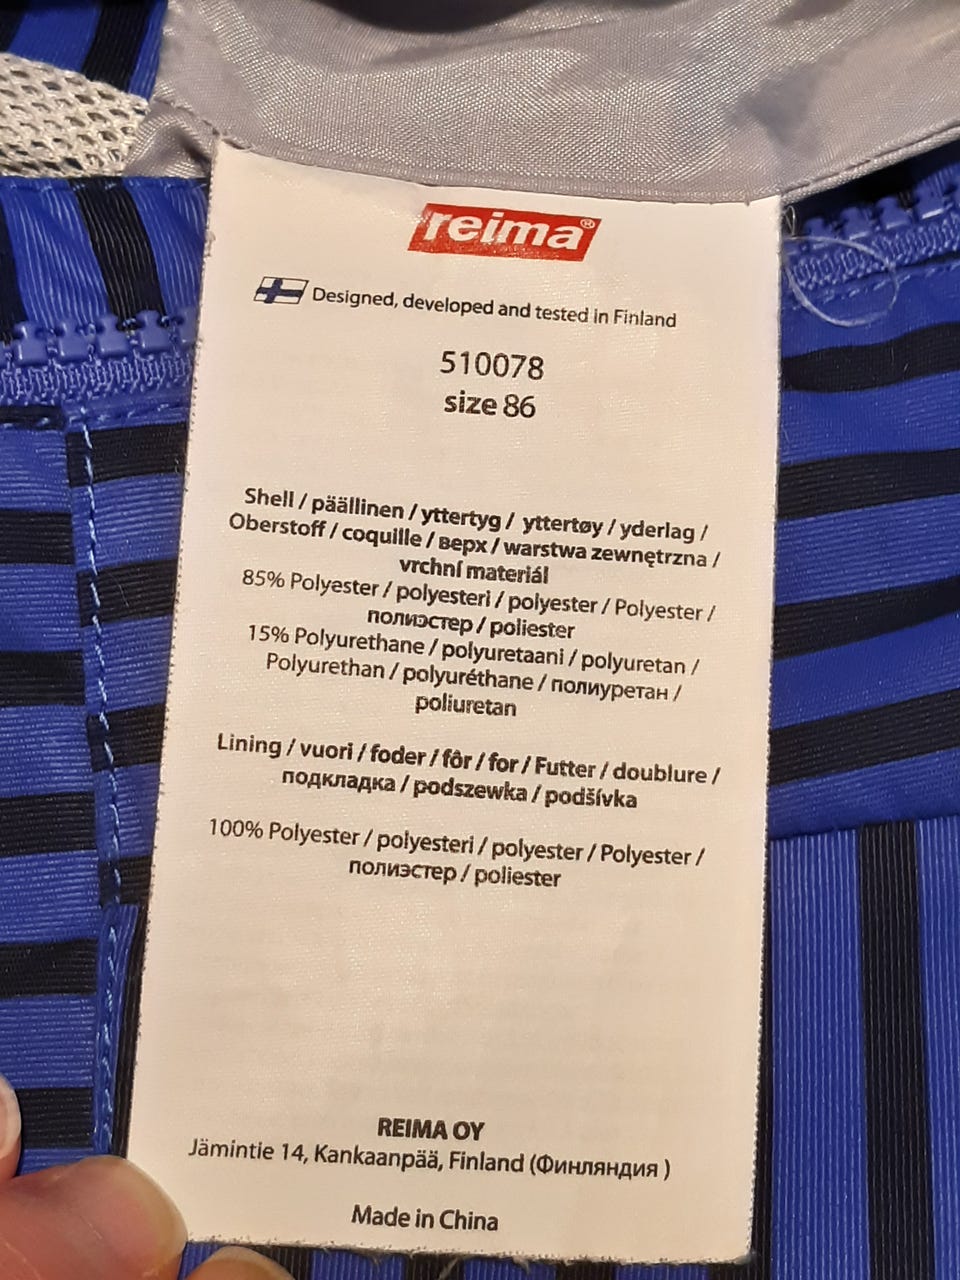 reima®
Designed, developed and tested in Finland
510078
size 86
Shell / päällinen / yttertyg / yttertøy / yderlag /
Oberstoff / coquille / верх / warstwa zewnętrzna /
vrchní materiál
85% Polyester / polyesteri / polyester / Polyester /
полиэстер / poliester
15% Polyurethane / polyuretaani / polyuretan /
Polyurethan / polyuréthane / полиуретан /
poliuretan
Lining / vuori / foder / fôr / for / Futter / doublure /
подкладка / podszewka / podšívka
100% Polyester / polyesteri / polyester / Polyester /
полиэстер / poliester
REIMA OY
Jämintie 14, Kankaanpää, Finland (Финляндия )
Made in China